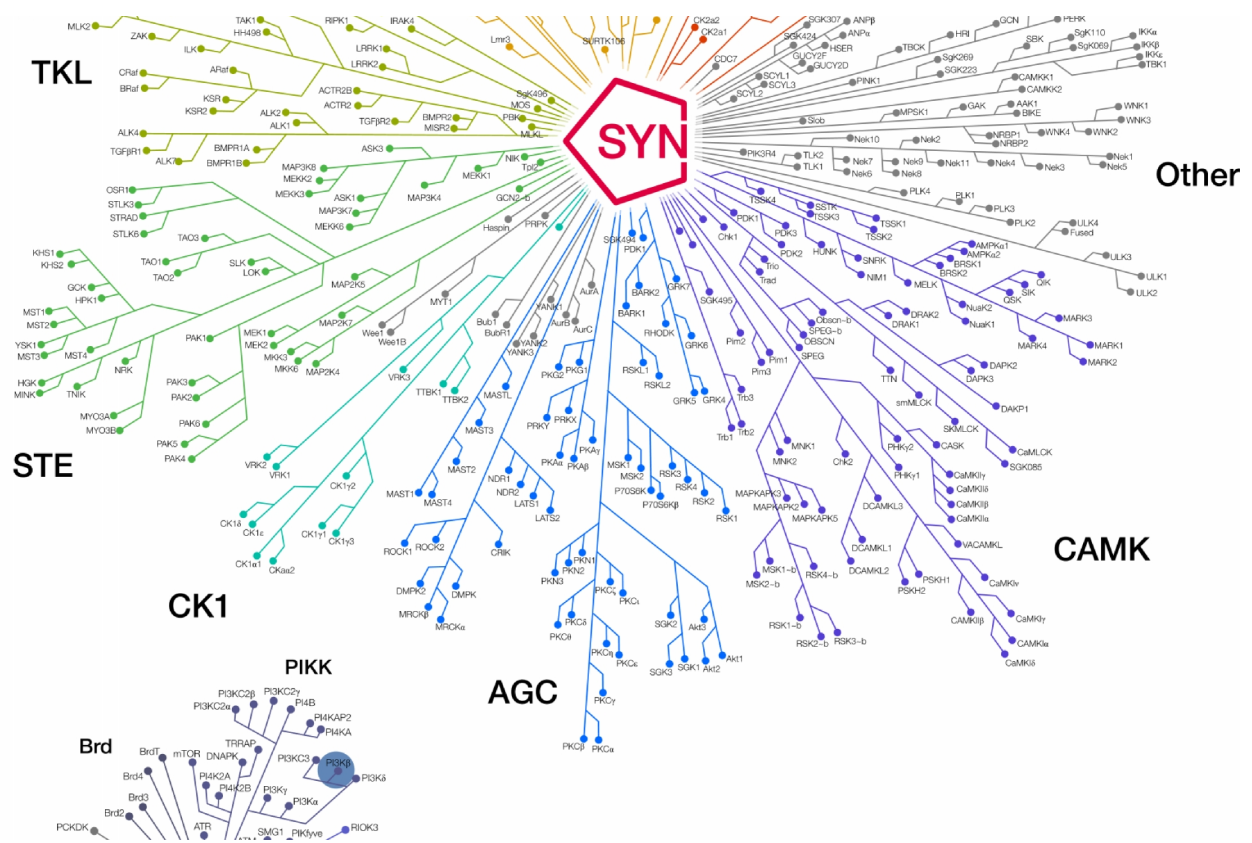 MLK2
ZAK
TAK1
HH498
ILK
RIPK1
IRAK4
LRRK1
LRRK2
Lmr3
SURTK106
CK2a2
CK2a1
CDC7
SGK307
SGK424
ANPβ
ANPα
HSER
GUCY2F
GUCY2D
SCYL1
SCYL3
SCYL2
TBCK
HRI
GCN
PERK
SBK
SgK110
SgK069
IKKα
IKKβ
IKKε
TBK1
SgK269
SGK223
PINK1
CAMKK1
CAMKK2
TKL
CRaf
BRaf
ARaf
KSR
KSR2
ACTR2B
ACTR2
ALK2
ALK1
TGFβR2
BMPR2
MISR2
SgK496
MOS
PBK
MLKL
SYN
Slob
MPSK1
GAK
AAK1
BIKE
WNK1
WNK3
WNK4
WNK2
NRBP1
NRBP2
ALK4
TGFβR1
ALK7
BMPR1A
BMPR1B
ASK3
MAP3K8
MEKK2
MEKK3
ASK1
MAP3K7
MEKK6
MAP3K4
MEKK1
NIK
Tpl2
GCN2~b
PIK3R4
TLK2
TLK1
Nek10
Nek2
Nek7
Nek6
Nek9
Nek8
Nek11
Nek4
Nek3
Nek1
Nek5
Other
OSR1
STLK3
STRAD
STLK6
Haspin
PRPK
SGK494
PDK1
TSSK4
SSTK
TSSK3
TSSK1
TSSK2
PLK4
PLK1
PLK3
PLK2
ULK4
Fused
ULK3
ULK1
ULK2
KHS1
KHS2
GCK
HPK1
TAO3
TAO1
TAO2
SLK
LOK
MAP2K5
MAP2K7
Chk1
PDK1
PDK3
PDK2
Trio
Trad
HUNK
SNRK
NIM1
MELK
AMPKα1
AMPKα2
BRSK1
BRSK2
QIK
SIK
QSK
NuaK2
NuaK1
MARK3
MARK4
MARK1
MARK2
MST1
MST2
YSK1
MST3
MST4
HGK
MINK
TNIK
NRK
PAK1
MEK1
MEK2
MKK3
MKK6
MAP2K4
MYT1
Wee1
Wee1B
Bub1
BubR1
YANK1
YANK2
YANK3
AurA
AurB
AurC
BARK2
BARK1
GRK7
RHODK
GRK6
GRK5
GRK4
SGK495
Pim2
Pim1
Pim3
Obscn~b
SPEG~b
OBSCN
SPEG
DRAK2
DRAK1
DAPK2
DAPK3
DAKP1
TTN
smMLCK
SKMLCK
CaMLCK
SGK085
MYO3A
MYO3B
PAK3
PAK2
PAK6
PAK5
PAK4
VRK3
TTBK1
TTBK2
MASTL
PKG2
PKG1
RSKL1
RSKL2
Trb3
Trb1
Trb2
STE
VRK2
VRK1
CK1γ2
MAST3
MAST2
MAST1
MAST4
PRKY
PRKX
PKAγ
PKAα
PKAβ
MSK1
MSK2
P70S6K
P70S6Kβ
RSK3
RSK4
RSK2
RSK1
MNK1
MNK2
Chk2
PHKγ2
PHKγ1
CASK
CaMKIIγ
CaMKIIδ
CaMKIIβ
CaMKIIα
VACAMKL
CK1δ
CK1ε
CK1γ1
CK1γ3
CK1α1
CKaα2
NDR1
NDR2
LATS1
LATS2
MAPKAPK3
MAPKAPK2
MAPKAPK5
DCAMKL3
DCAMKL1
DCAMKL2
CAMK
CK1
ROCK1
ROCK2
CRIK
DMPK2
DMPK
MRCKβ
MRCKα
PKN1
PKN2
PKN3
PKCζ
PKCι
PKCδ
PKCθ
PKCη
PKCε
PKCγ
PKCβ
PKCα
SGK2
Akt3
SGK3
SGK1
Akt2
Akt1
MSK1~b
MSK2~b
RSK4~b
RSK1~b
RSK2~b
RSK3~b
PSKH1
PSKH2
CaMKIv
CAMKIIβ
CaMKIγ
CaMKIα
CaMKIδ
AGC
PIKK
PI3KC2β
PI3KC2α
PI3KC2γ
PI4B
PI4KAP2
PI4KA
Brd
BrdT
Brd4
Brd3
Brd2
mTOR
TRRAP
DNAPK
PI3KC3
PI3Kβ
PI3Kδ
PI4K2A
PI4K2B
PI3Kγ
PI3Kα
PCKDK
ATR
ATM
SMG1
PIKfyve
RIOK3